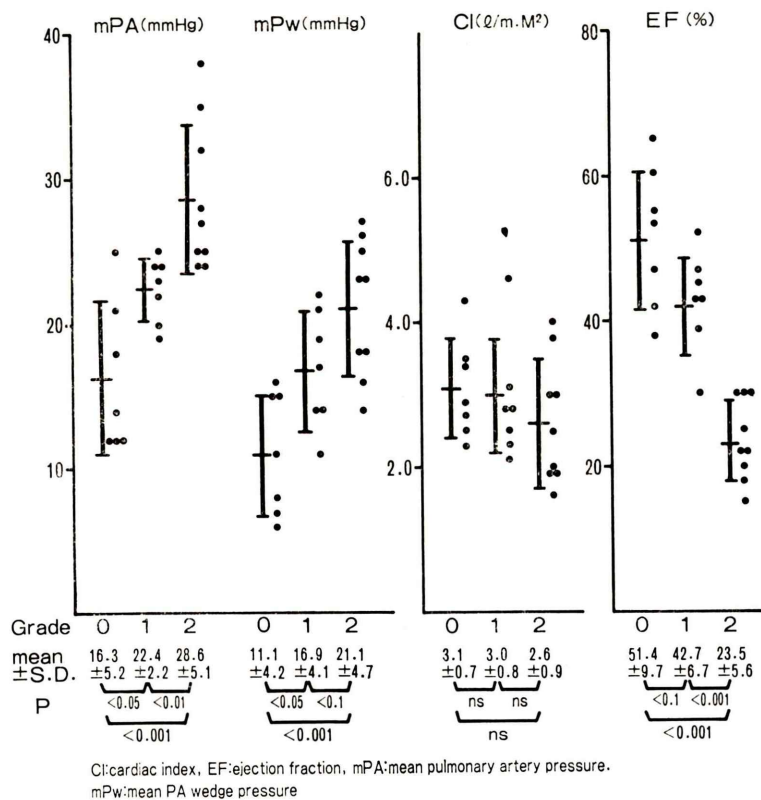 mPA(mmHg) mPw(mmHg) CI(ℓ/m.M²) EF(%)
40 80
30 6.0 60
20 4.0 40
10 2.0 20
0 0 0
Grade 0 1 2 0 1 2 0 1 2 0 1 2
mean 16.3 22.4 28.6 11.1 16.9 21.1 3.1 3.0 2.6 51.4 42.7 23.5
±S.D. ±5.2 ±2.2 ±5.1 ±4.2 ±4.1 ±4.7 ±0.7 ±0.8 ±0.9 ±9.7 ±6.7 ±5.6
P <0.05 <0.01 <0.05 <0.1 ns ns <0.1 <0.001
<0.001 <0.001 ns <0.001
CI:cardiac index, EF:ejection fraction, mPA:mean pulmonary artery pressure.
mPw:mean PA wedge pressure